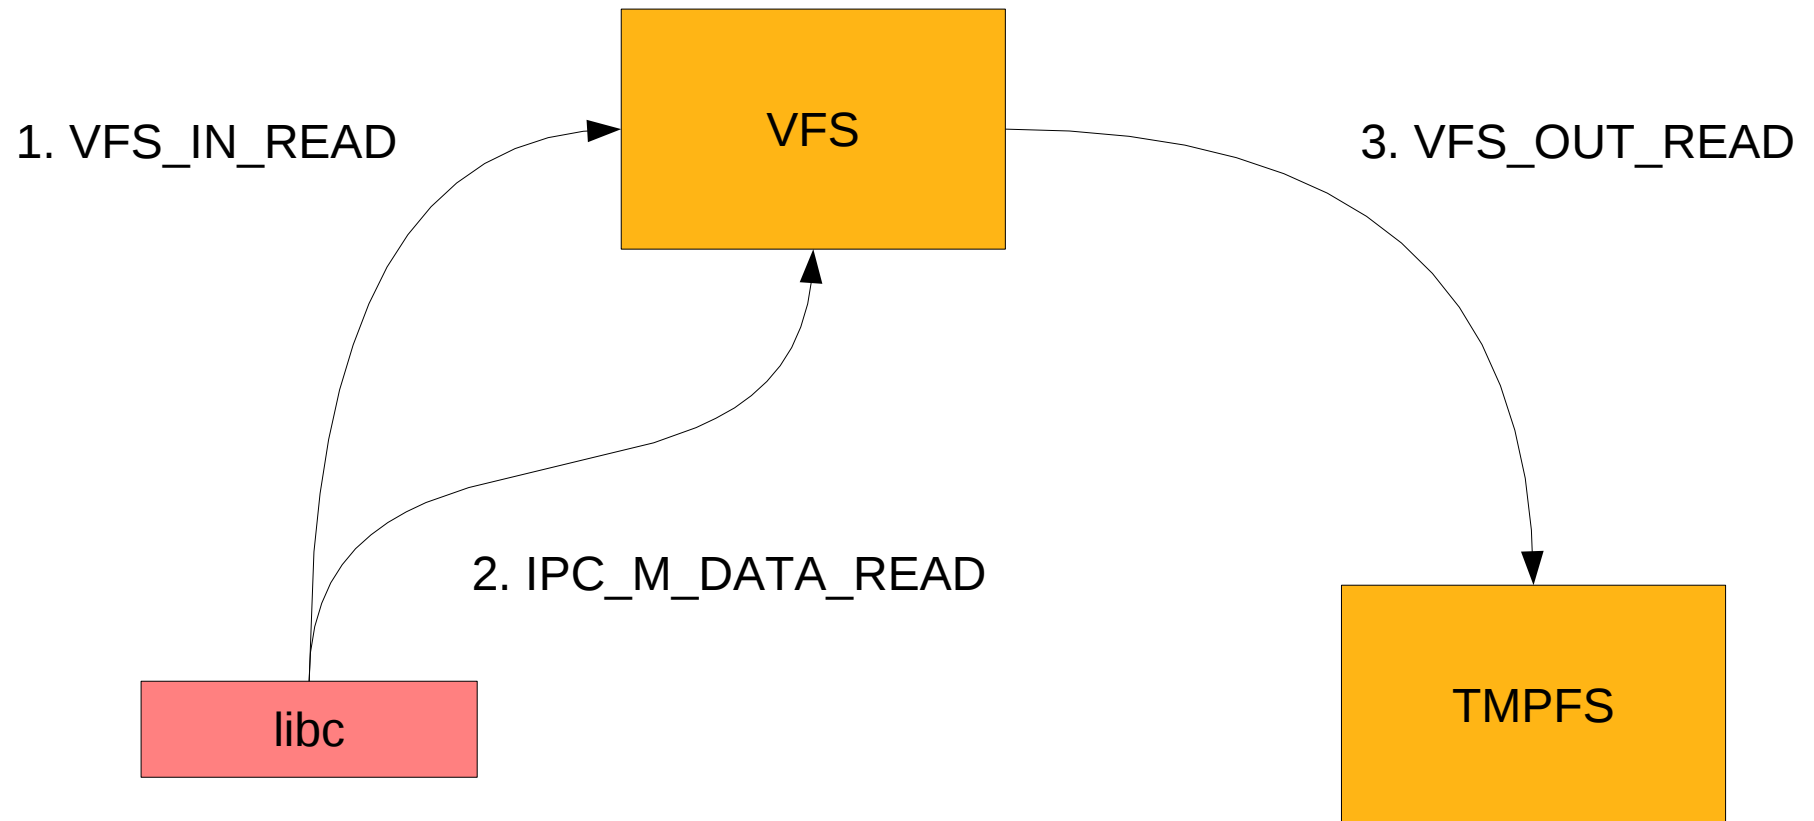 VFS
1. VFS_IN_READ
3. VFS_OUT_READ
2. IPC_M_DATA_READ
libc
TMPFS